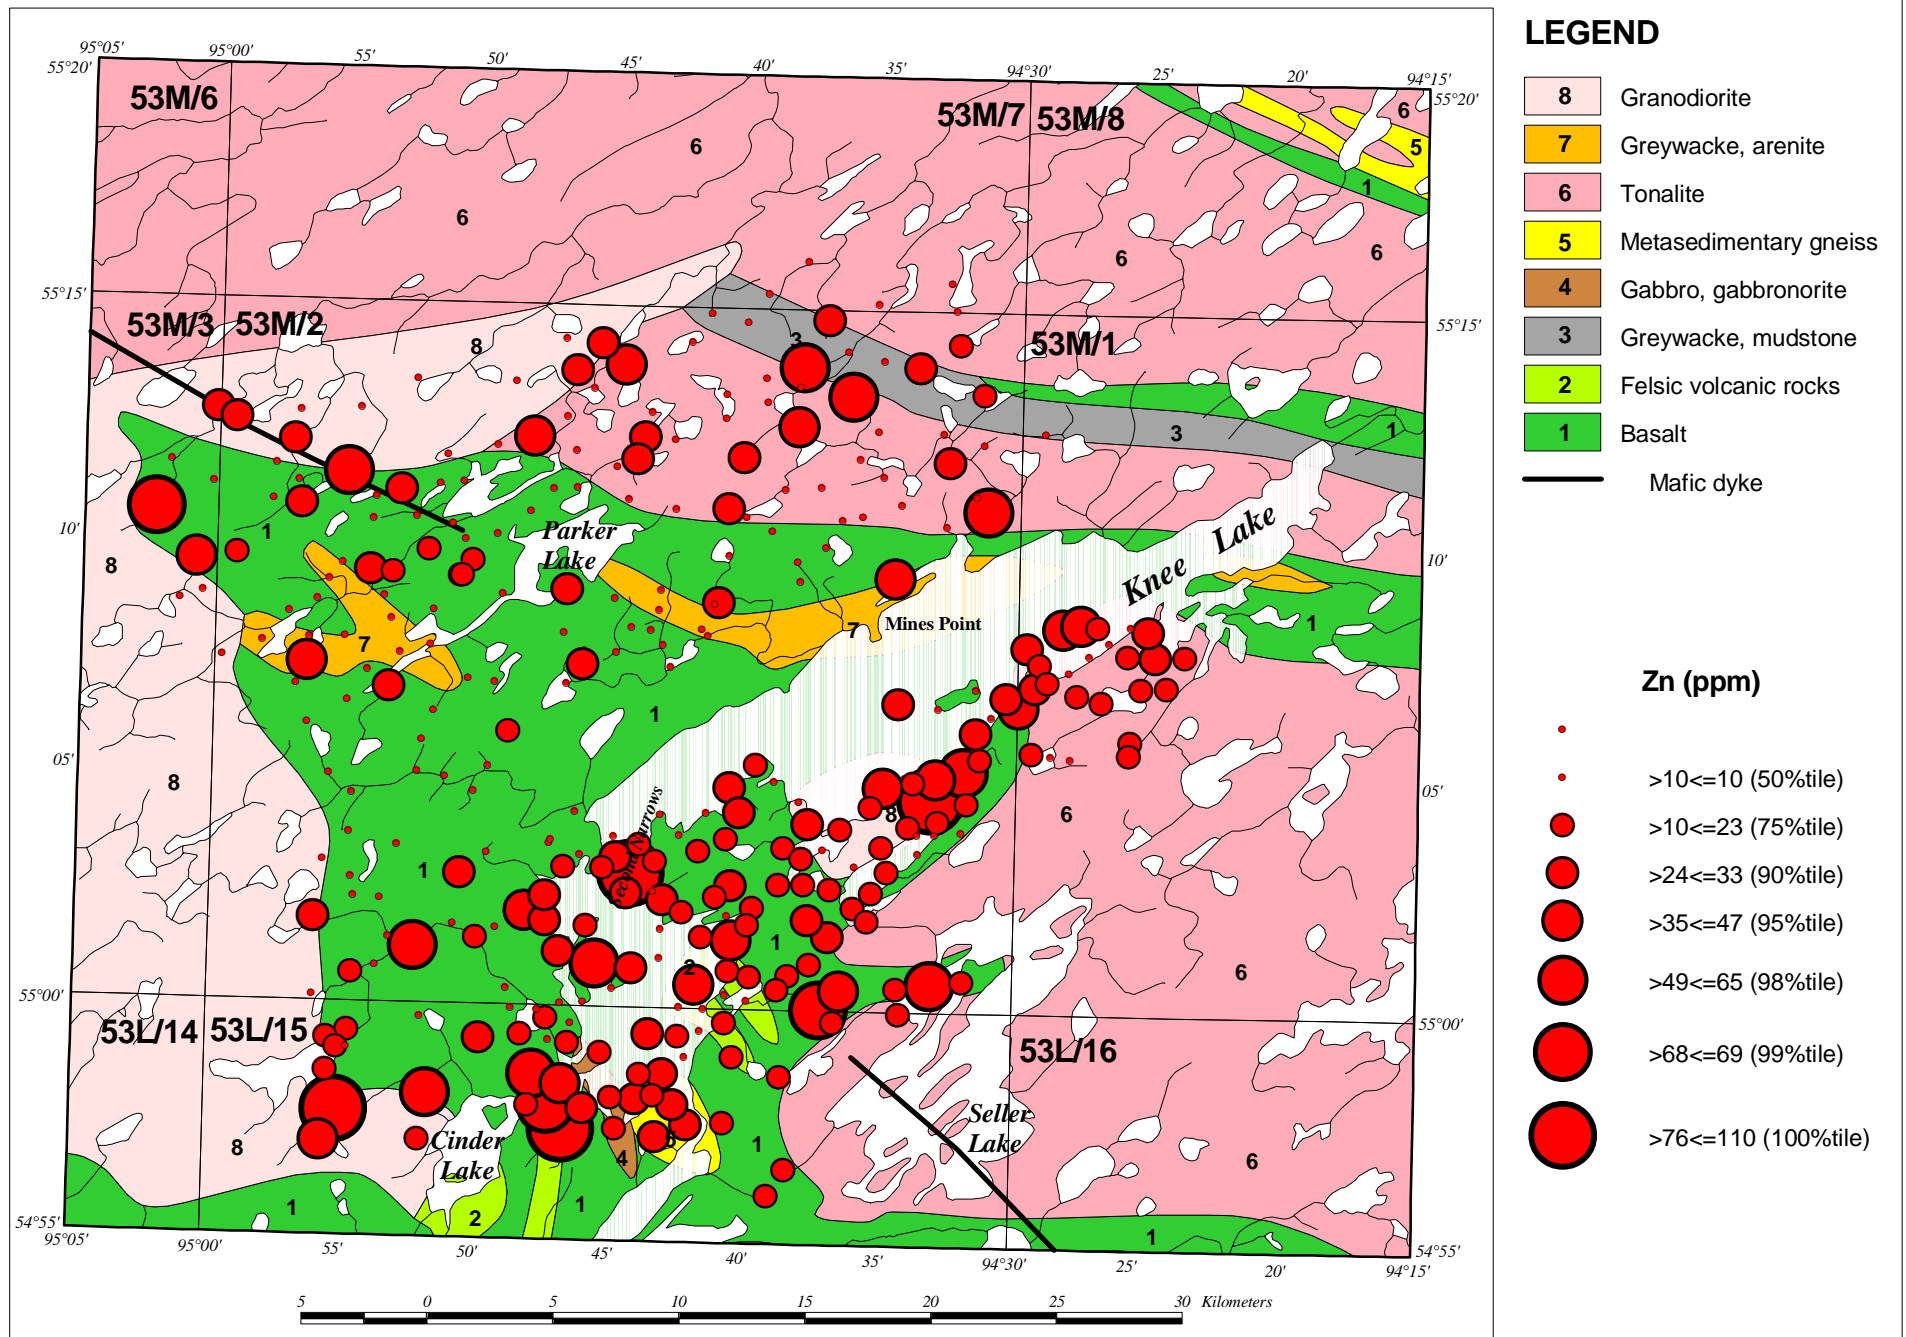 95°05'
95°00'
55'
50'
45'
40'
35'
94°30'
25'
20'
94°15'
55°20'
55°20'
53M/6
53M/7
53M/8
6
6
6
6
6
5
1
55°15'
55°15'
53M/3
53M/2
53M/1
8
3
3
1
10'
10'
1
8
Parker
Lake
Knee Lake
7
7
Mines Point
1
1
05'
05'
8
8
6
Second Narrows
1
1
2
6
55°00'
55°00'
53L/14
53L/15
53L/16
Cinder
Lake
Seller
Lake
8
5
4
1
6
1
2
1
1
54°55'
54°55'
95°05'
95°00'
55'
50'
45'
40'
35'
94°30'
25'
20'
94°15'
5
0
5
10
15
20
25
30
Kilometers
LEGEND
8 Granodiorite
7 Greywacke, arenite
6 Tonalite
5 Metasedimentary gneiss
4 Gabbro, gabbronorite
3 Greywacke, mudstone
2 Felsic volcanic rocks
1 Basalt
Mafic dyke
Zn (ppm)
>10<=10 (50%tile)
>10<=23 (75%tile)
>24<=33 (90%tile)
>35<=47 (95%tile)
>49<=65 (98%tile)
>68<=69 (99%tile)
>76<=110 (100%tile)